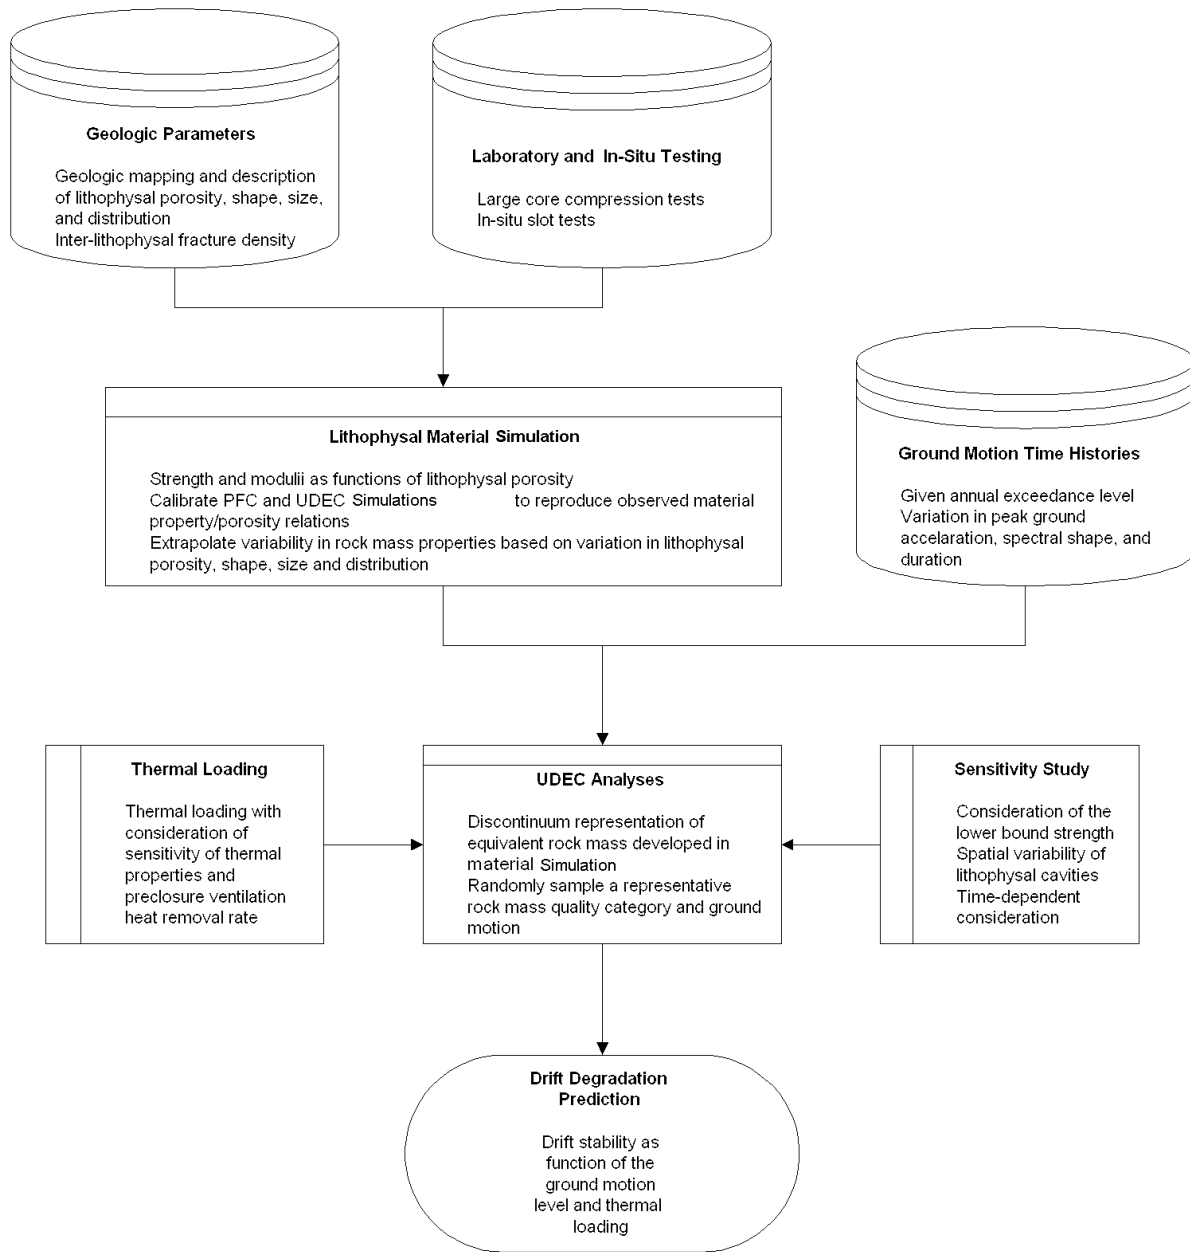 Geologic Parameters
Geologic mapping and description
of lithophysal porosity, shape, size,
and distribution
Inter-lithophysal fracture density
Laboratory and In-Situ Testing
Large core compression tests
In-situ slot tests
Lithophysal Material Simulation
Strength and modulii as functions of lithophysal porosity
Calibrate PFC and UDEC Simulations to reproduce observed material
property/porosity relations
Extrapolate variability in rock mass properties based on variation in lithophysal
porosity, shape, size and distribution
Ground Motion Time Histories
Given annual exceedance level
Variation in peak ground
accelaration, spectral shape, and
duration
Thermal Loading
Thermal loading with
consideration of
sensitivity of thermal
properties and
preclosure ventilation
heat removal rate
UDEC Analyses
Discontinuum representation of
equivalent rock mass developed in
material Simulation
Randomly sample a representative
rock mass quality category and ground
motion
Sensitivity Study
Consideration of the
lower bound strength
Spatial variability of
lithophysal cavities
Time-dependent
consideration
Drift Degradation
Prediction
Drift stability as
function of the
ground motion
level and thermal
loading